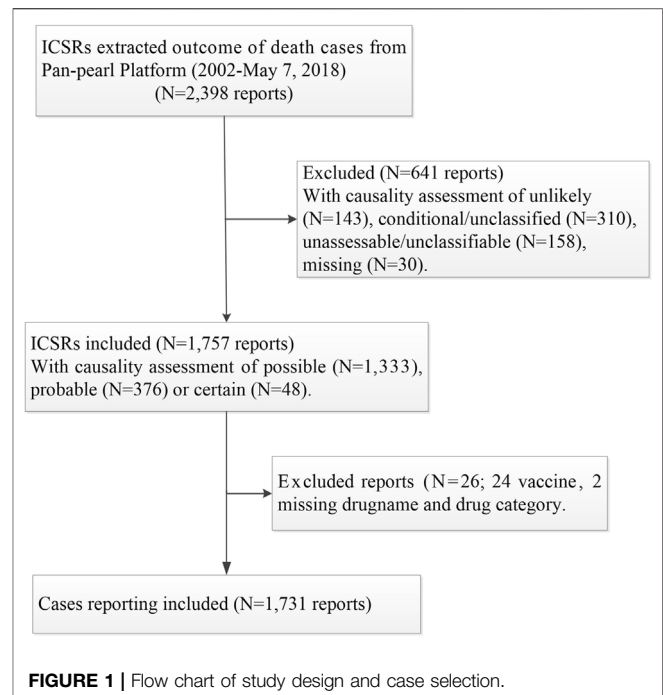 ICSRs extracted outcome of death cases from
Pan-pearl Platform (2002-May 7, 2018)
(N=2,398 reports)
Excluded (N=641 reports)
With causality assessment of unlikely
(N=143), conditional/unclassified (N=310),
unassessable/unclassifiable (N=158),
missing (N=30).
ICSRs included (N=1,757 reports)
With causality assessment of possible (N=1,333),
probable (N=376) or certain (N=48).
Excluded reports (N=26; 24 vaccine, 2
missing drugname and drug category.
Cases reporting included (N=1,731 reports)
FIGURE 1 | Flow chart of study design and case selection.